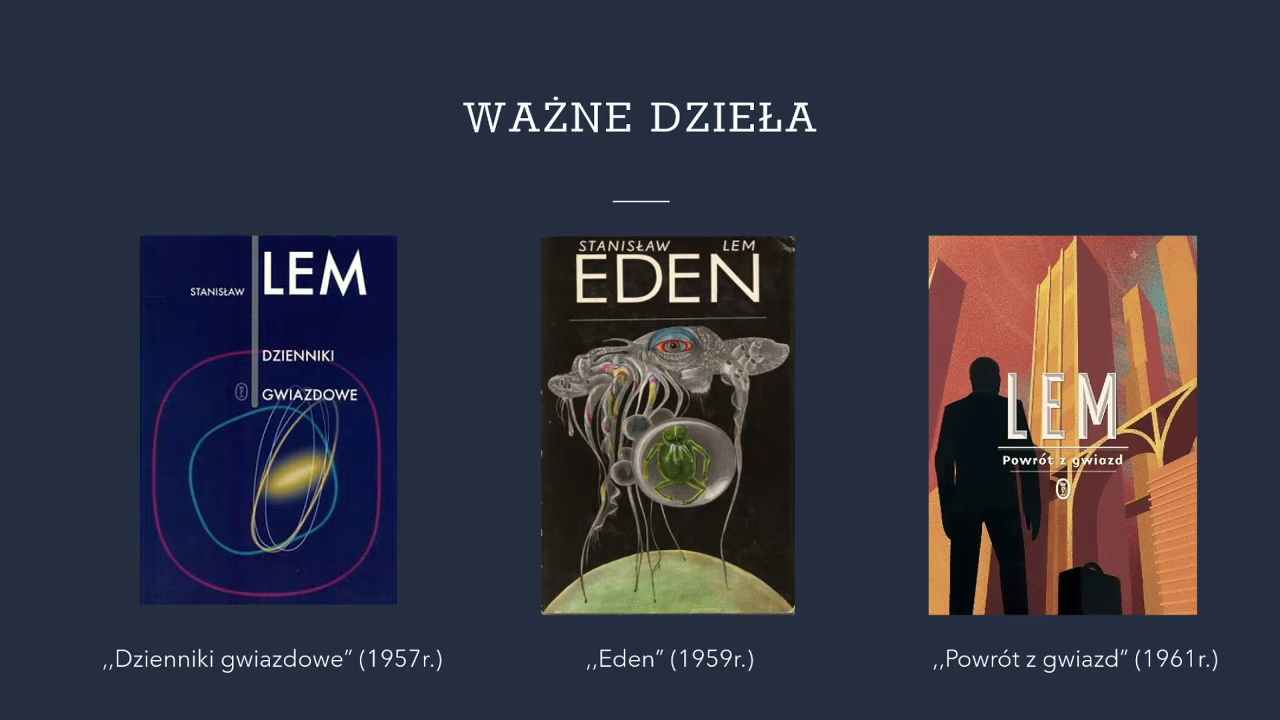 WAŻNE DZIEŁA
STANISŁAW LEM
DZIENNIKI
GWIAZDOWE
STANISŁAW LEM
EDEN
LEM
Powrót z gwiazd
,,Dzienniki gwiazdowe” (1957r.)
,,Eden” (1959r.)
,,Powrót z gwiazd” (1961r.)